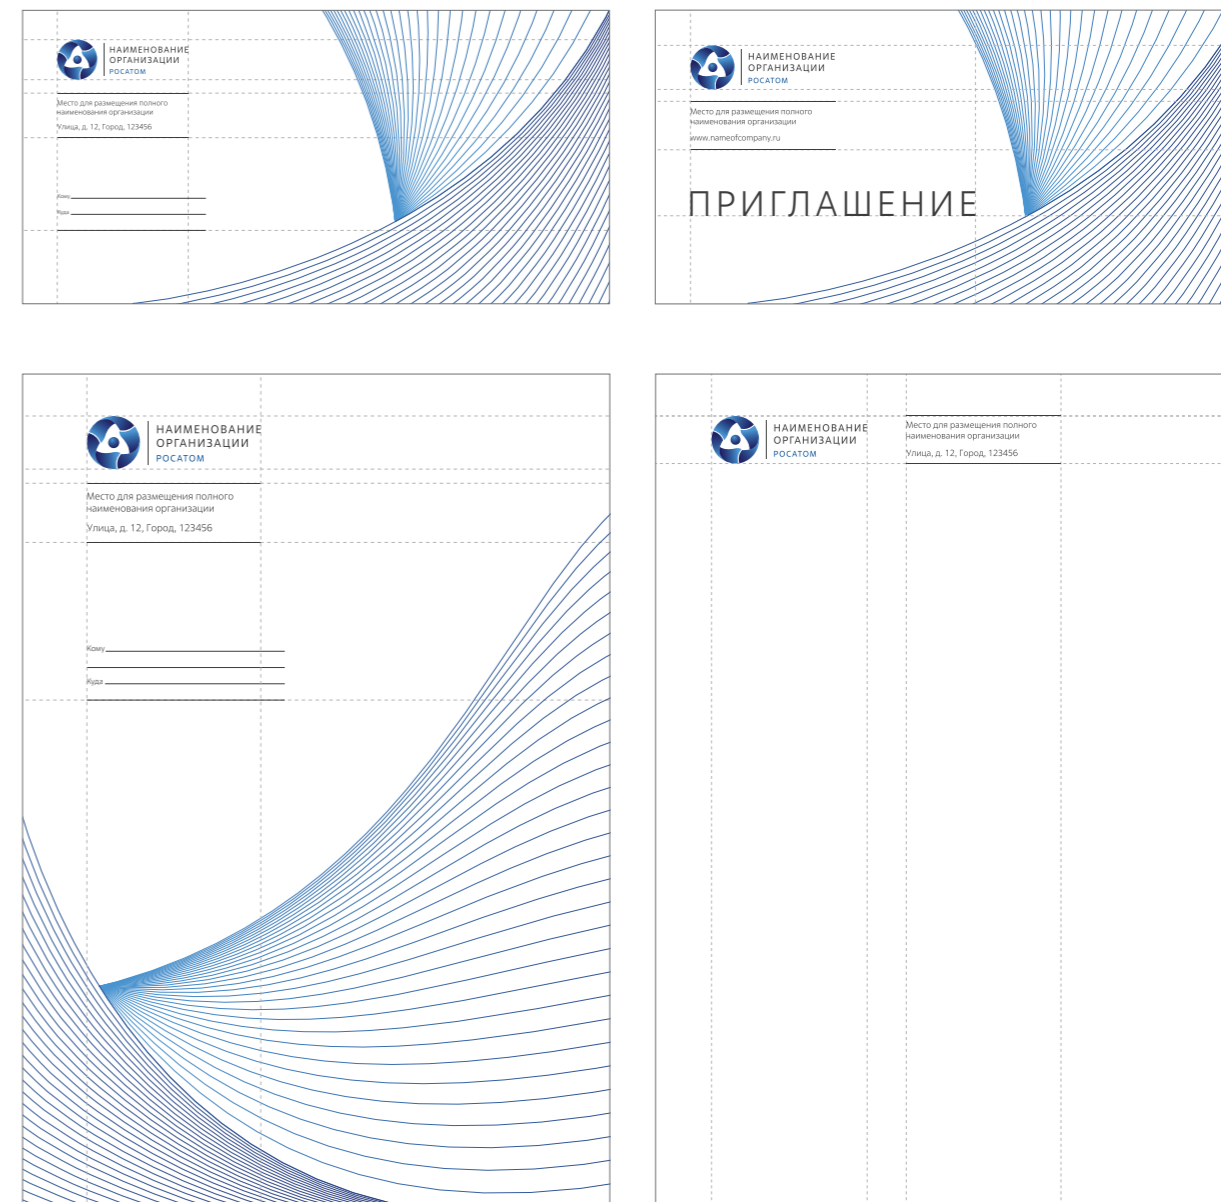 НАИМЕНОВАНИЕ
ОРГАНИЗАЦИИ
РОСАТОМ
Место для размещения полного
наименования организации
Улица, д. 12, Город, 123456
Кому
Куда
НАИМЕНОВАНИЕ
ОРГАНИЗАЦИИ
РОСАТОМ
Место для размещения полного
наименования организации
www.nameofcompany.ru
ПРИГЛАШЕНИЕ
НАИМЕНОВАНИЕ
ОРГАНИЗАЦИИ
РОСАТОМ
Место для размещения полного
наименования организации
Улица, д. 12, Город, 123456
Кому
Куда
НАИМЕНОВАНИЕ
ОРГАНИЗАЦИИ
РОСАТОМ
Место для размещения полного
наименования организации
Улица, д. 12, Город, 123456